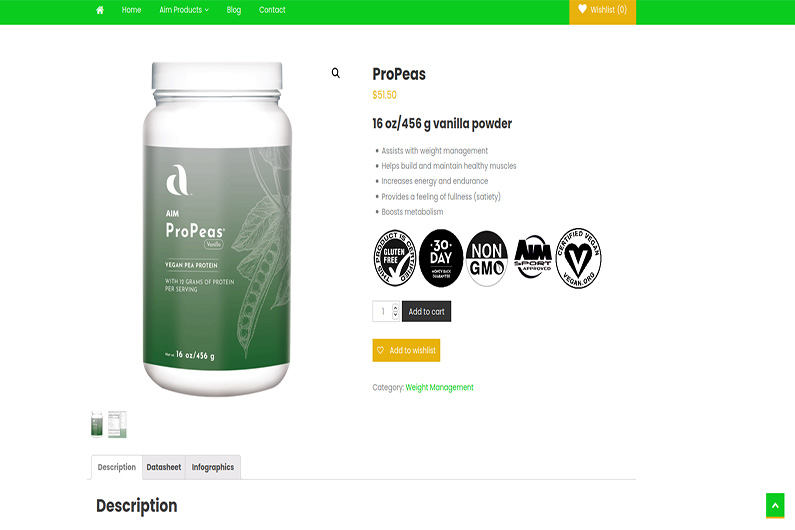 Home
Aim Products
Blog
Contact
Wishlist (0)
AIM
ProPeas®
Vanilla
VEGAN PEA PROTEIN
WITH 12 GRAMS OF PROTEIN
PER SERVING
16 oz/456 g
ProPeas
$51.50
16 oz/456 g vanilla powder
Assists with weight management
Helps build and maintain healthy muscles
Increases energy and endurance
Provides a feeling of fullness (satiety)
Boosts metabolism
THIS PRODUCT IS CERTIFIED
GLUTEN
FREE
30
DAY
MONEY BACK
GUARANTEE
NON
GMO
AIM
SPORT
APPROVED
CERTIFIED VEGAN
VEGAN.ORG
1
Add to cart
Add to wishlist
Category: Weight Management
Description
Datasheet
Infographics
Description